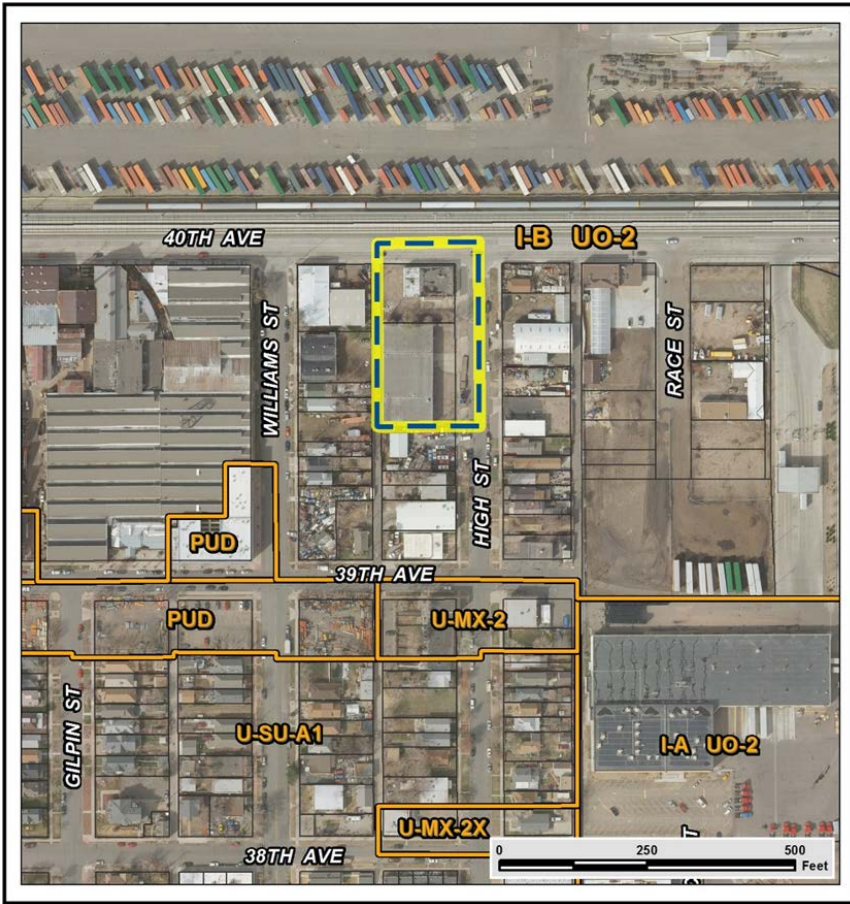 40TH AVE
I-B UO-2
WILLIAMS ST
RACE ST
HIGH ST
PUD
39TH AVE
PUD
U-MX-2
GILPIN ST
U-SU-A1
I-A UO-2
U-MX-2X
38TH AVE
0 250 500
Feet